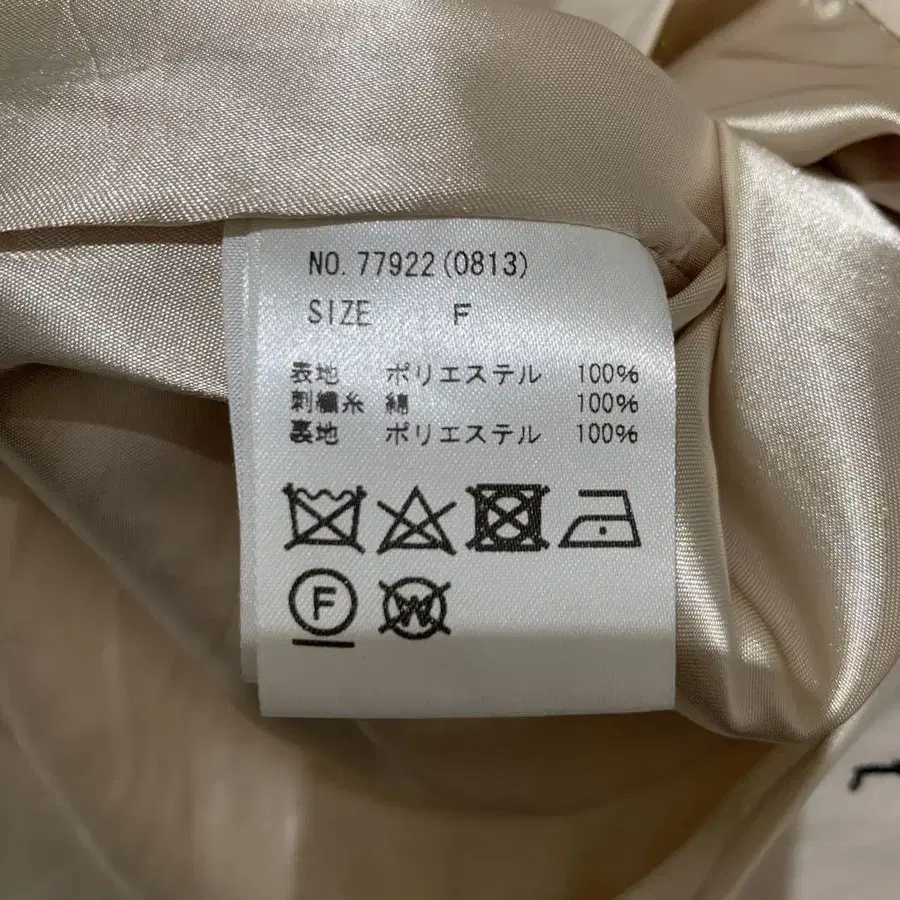 NO. 77922(0813)
SIZE F
表地 ポリエステル 100%
刺繍糸 綿 100%
裏地 ポリエステル 100%
F W